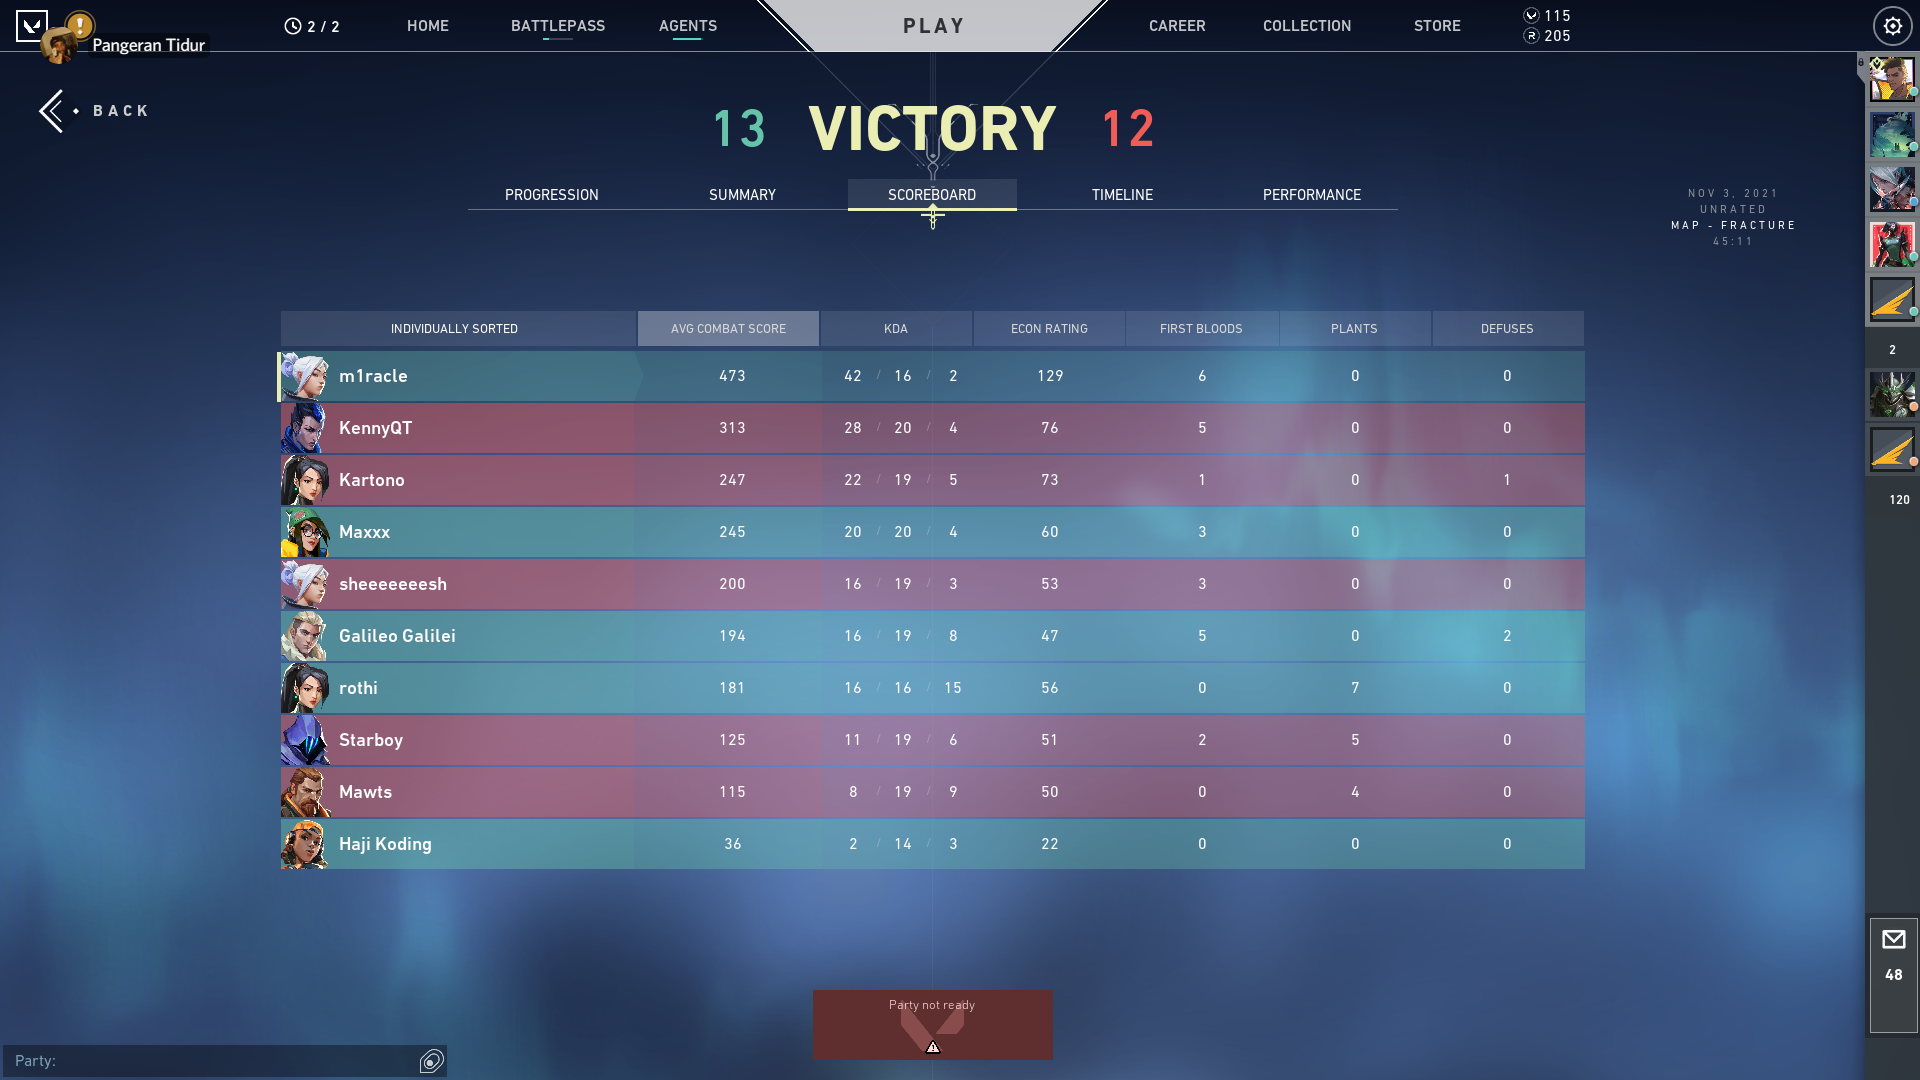 Pangeran Tidur
2 / 2
HOME
BATTLEPASS
AGENTS
PLAY
CAREER
COLLECTION
STORE
115
R 205
BACK
13 VICTORY 12
PROGRESSION
SUMMARY
SCOREBOARD
TIMELINE
PERFORMANCE
NOV 3, 2021
UNRATED
MAP - FRACTURE
45:11
INDIVIDUALLY SORTED AVG COMBAT SCORE KDA ECON RATING FIRST BLOODS PLANTS DEFUSES
m1racle 473 42 / 16 / 2 129 6 0 0
KennyQT 313 28 / 20 / 4 76 5 0 0
Kartono 247 22 / 19 / 5 73 1 0 1
Maxxx 245 20 / 20 / 4 60 3 0 0
sheeeeeeesh 200 16 / 19 / 3 53 3 0 0
Galileo Galilei 194 16 / 19 / 8 47 5 0 2
rothi 181 16 / 16 / 15 56 0 7 0
Starboy 125 11 / 19 / 6 51 2 5 0
Mawts 115 8 / 19 / 9 50 0 4 0
Haji Koding 36 2 / 14 / 3 22 0 0 0
2
120
48
Party not ready
Party: